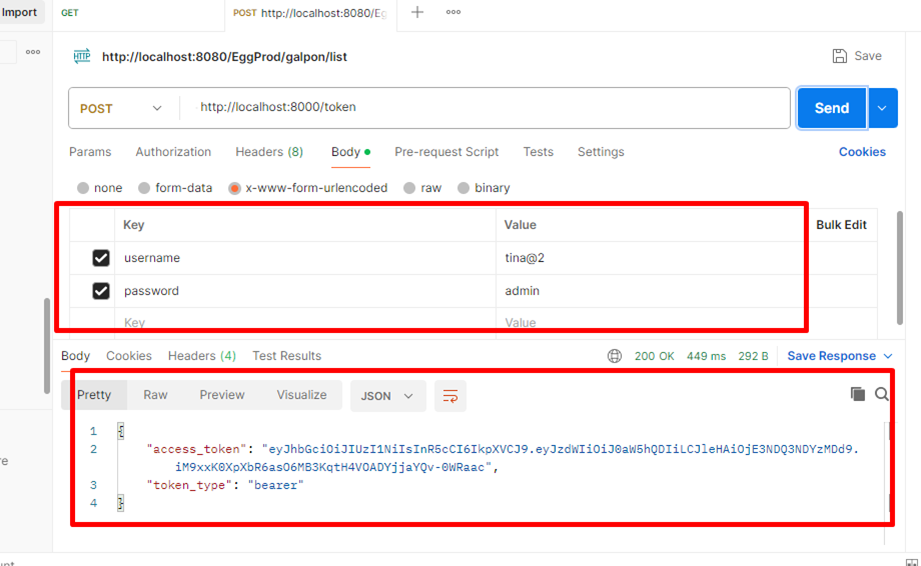 Import
GET
POST http://localhost:8080/Eg
http://localhost:8080/EggProd/galpon/list
Save
POST
http://localhost:8000/token
Send
Params Authorization Headers (8) Body Pre-request Script Tests Settings Cookies
none form-data x-www-form-urlencoded raw binary
Key Value Bulk Edit
username tina@2
password admin
Key Value
Body Cookies Headers (4) Test Results 200 OK 449 ms 292 B Save Response
Pretty Raw Preview Visualize JSON
1 {
2 "access_token": "eyJhbGciOiJIUzI1NiIsInR5cCI6IkpXVCJ9.eyJzdWIiOiJ0aW5hQDIiLCJleHAiOjE3NDQ3NDYzMDd9.
iM9xxK0XpXbR6asO6MB3KqtH4VOADYjjaYQv-0WRaac",
3 "token_type": "bearer"
4 }